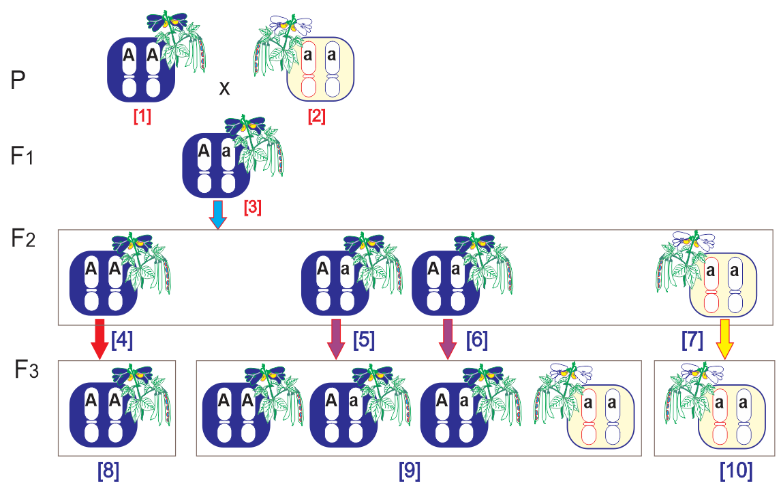 P
A A
a a
x
[1]
[2]
F1
A a
[3]
F2
A A
A a
A a
a a
[4]
[5]
[6]
[7]
F3
A A
A A
A a
A a
a a
a a
[8]
[9]
[10]